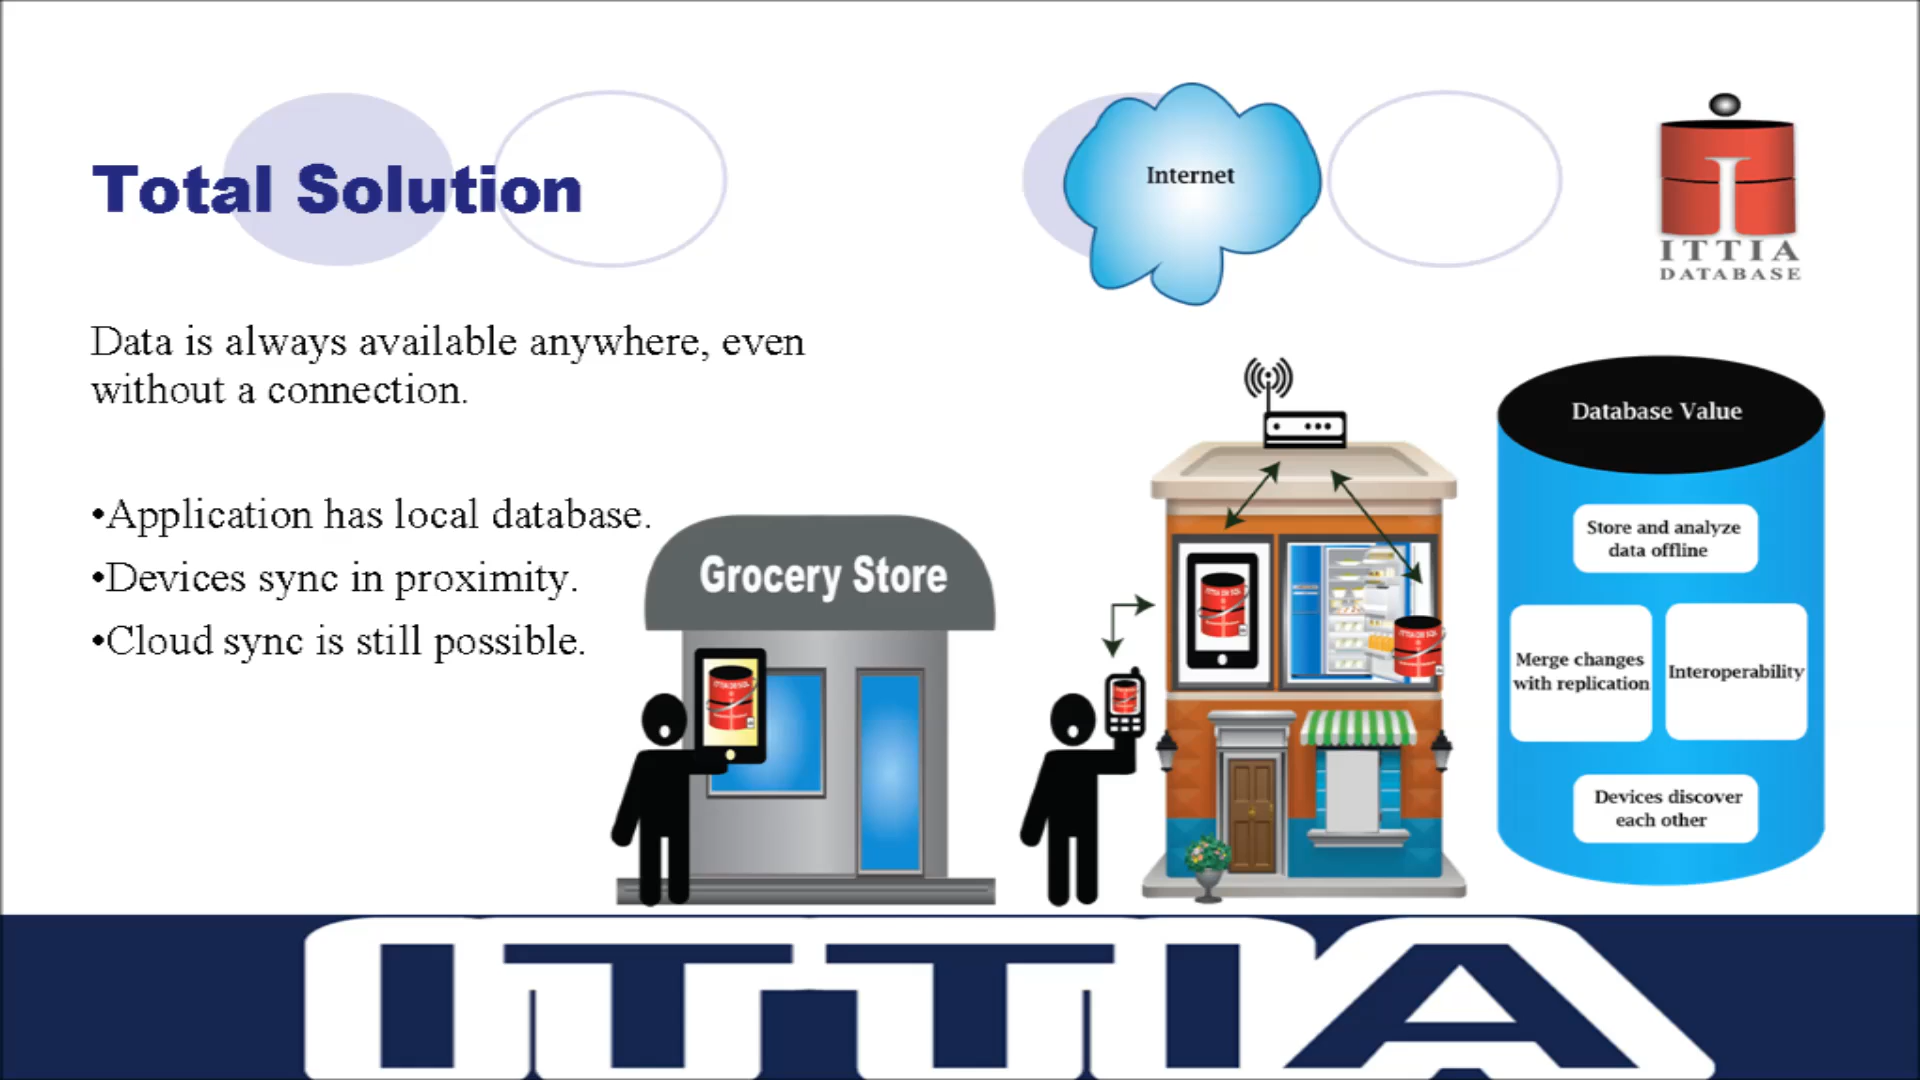 Total Solution
Internet
ITTIA
DATABASE
Data is always available anywhere, even
without a connection.
•Application has local database.
•Devices sync in proximity.
•Cloud sync is still possible.
Grocery Store
Database Value
Store and analyze
data offline
Merge changes
with replication
Interoperability
Devices discover
each other
ITTIA